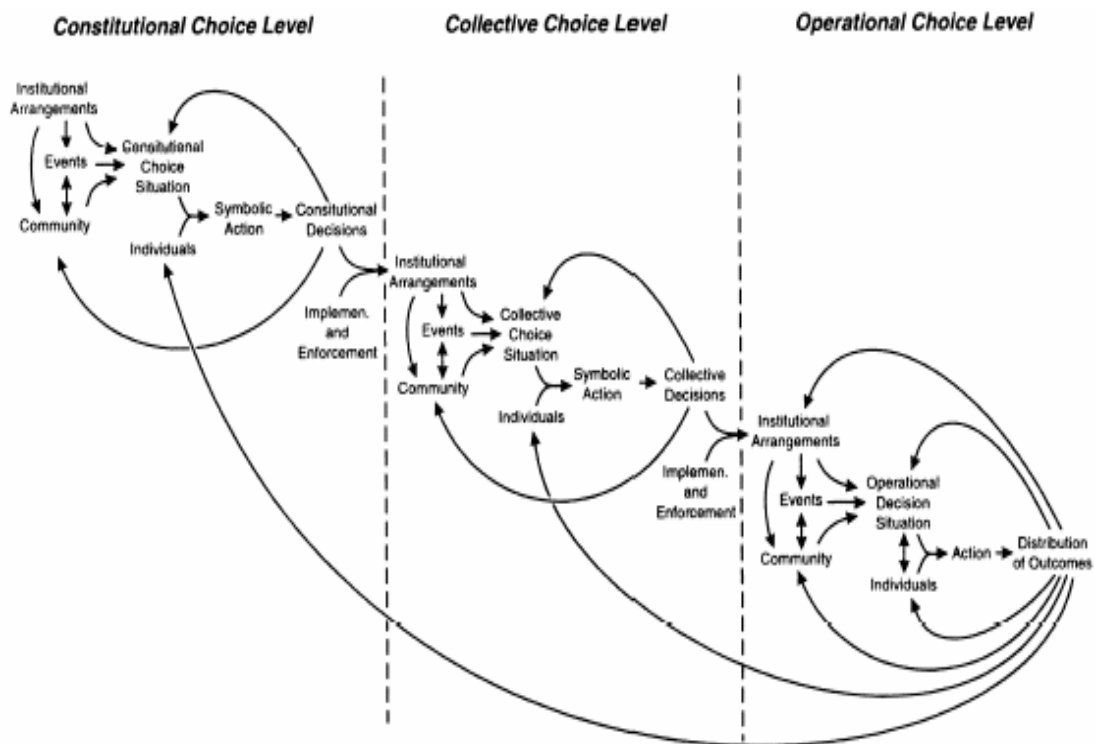 Constitutional Choice Level
Collective Choice Level
Operational Choice Level
Institutional
Arrangements
Events
Community
Consitutional
Choice
Situation
Individuals
Symbolic
Action
Consitutional
Decisions
Implemen.
and
Enforcement
Institutional
Arrangements
Events
Community
Collective
Choice
Situation
Individuals
Symbolic
Action
Collective
Decisions
Implemen.
and
Enforcement
Institutional
Arrangements
Events
Community
Operational
Decision
Situation
Individuals
Action
Distribution
of Outcomes